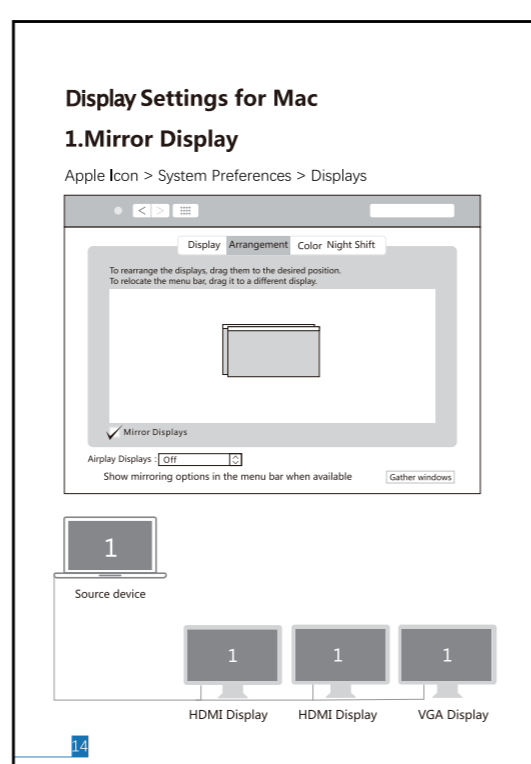 Display Settings for Mac
1.Mirror Display
Apple Icon > System Preferences > Displays
< >
Display Arrangement Color Night Shift
To rearrange the displays, drag them to the desired position.
To relocate the menu bar, drag it to a different display.
Mirror Displays
Airplay Displays : Off
Show mirroring options in the menu bar when available Gather windows
1
Source device
1 1 1
HDMI Display HDMI Display VGA Display
14